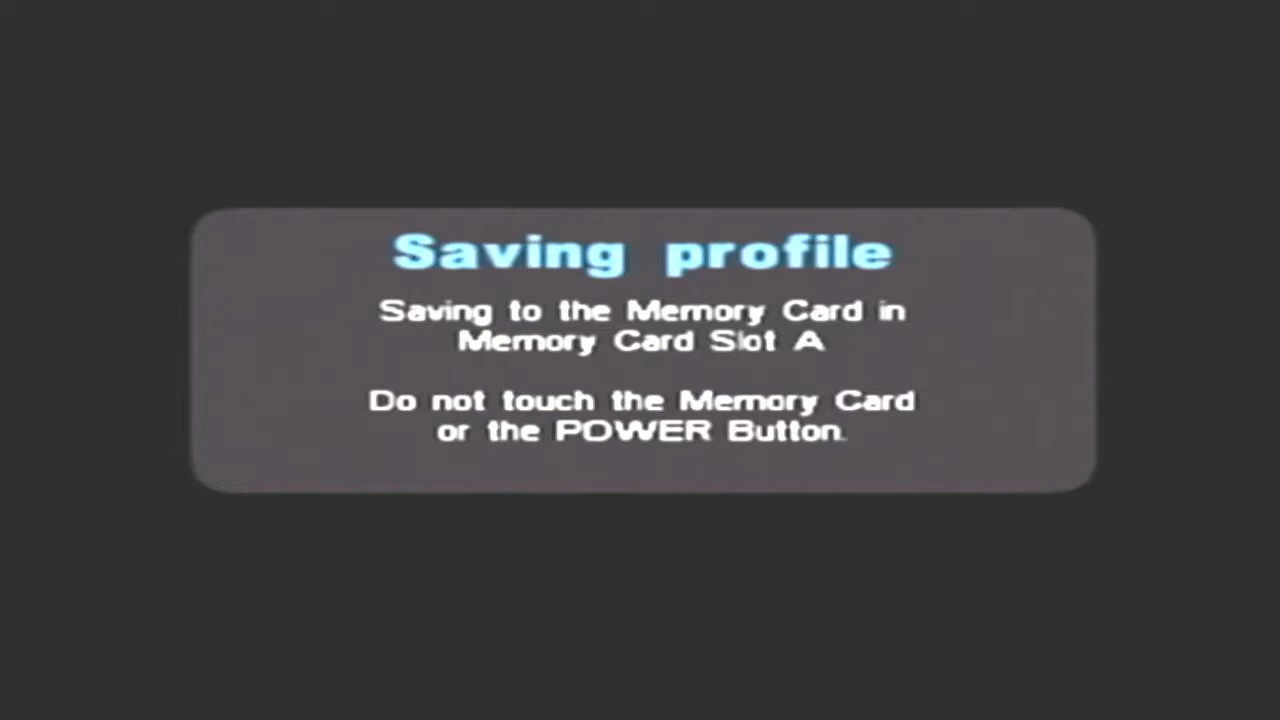 Saving profile
Saving to the Memory Card in
Memory Card Slot A
Do not touch the Memory Card
or the POWER Button.